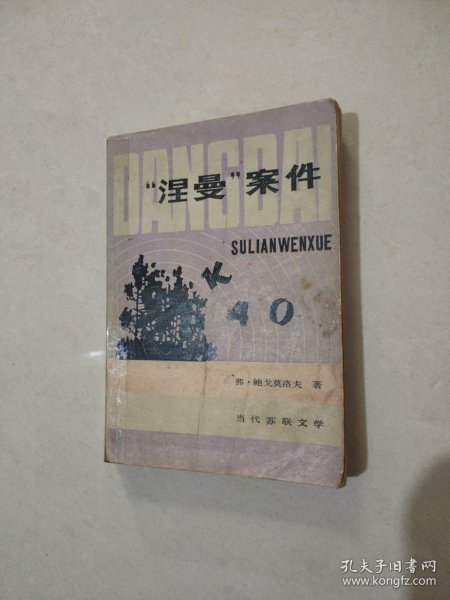 DANGDAI
“涅曼”案件
SULIANWENXUE
K
40
弗·鲍戈莫洛夫 著
当代苏联文学
孔夫子旧书网
www.kongfz.com